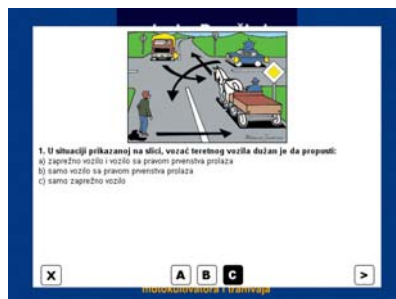 1. U situaciji prikazanoj na slici, vozač teretnog vozila dužan je da propusti:
a) zaprežno vozilo i vozilo sa pravom prvenstva prolaza
b) samo vozilo sa pravom prvenstva prolaza
c) samo zaprežno vozilo
X A B C >
motokultivatora i tramvaja